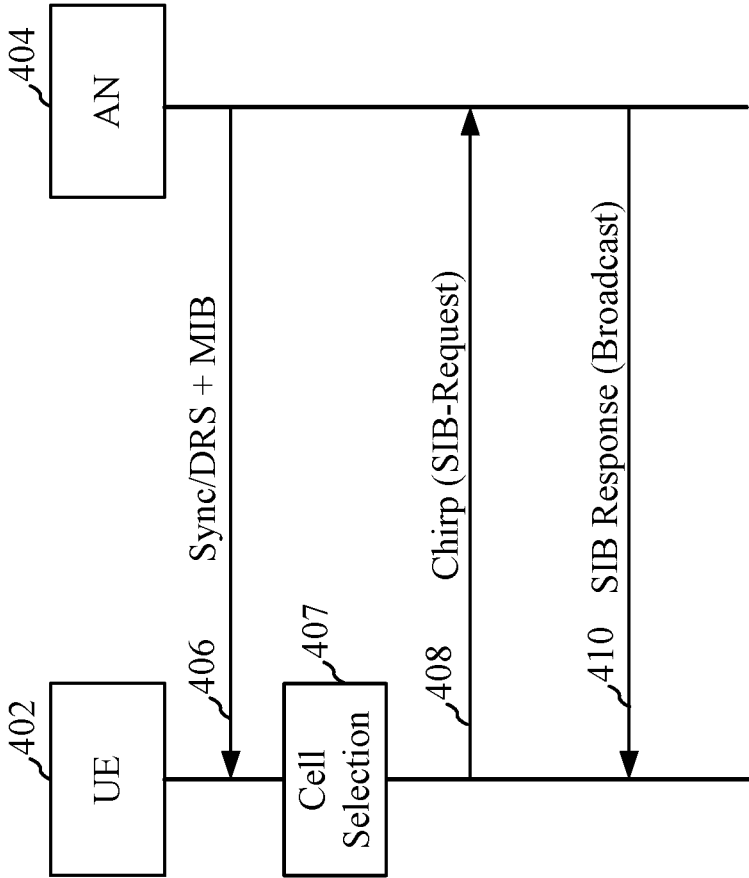 402
404
UE
AN
406
Sync/DRS + MIB
407
Cell
Selection
408
Chirp (SIB-Request)
410
SIB Response (Broadcast)